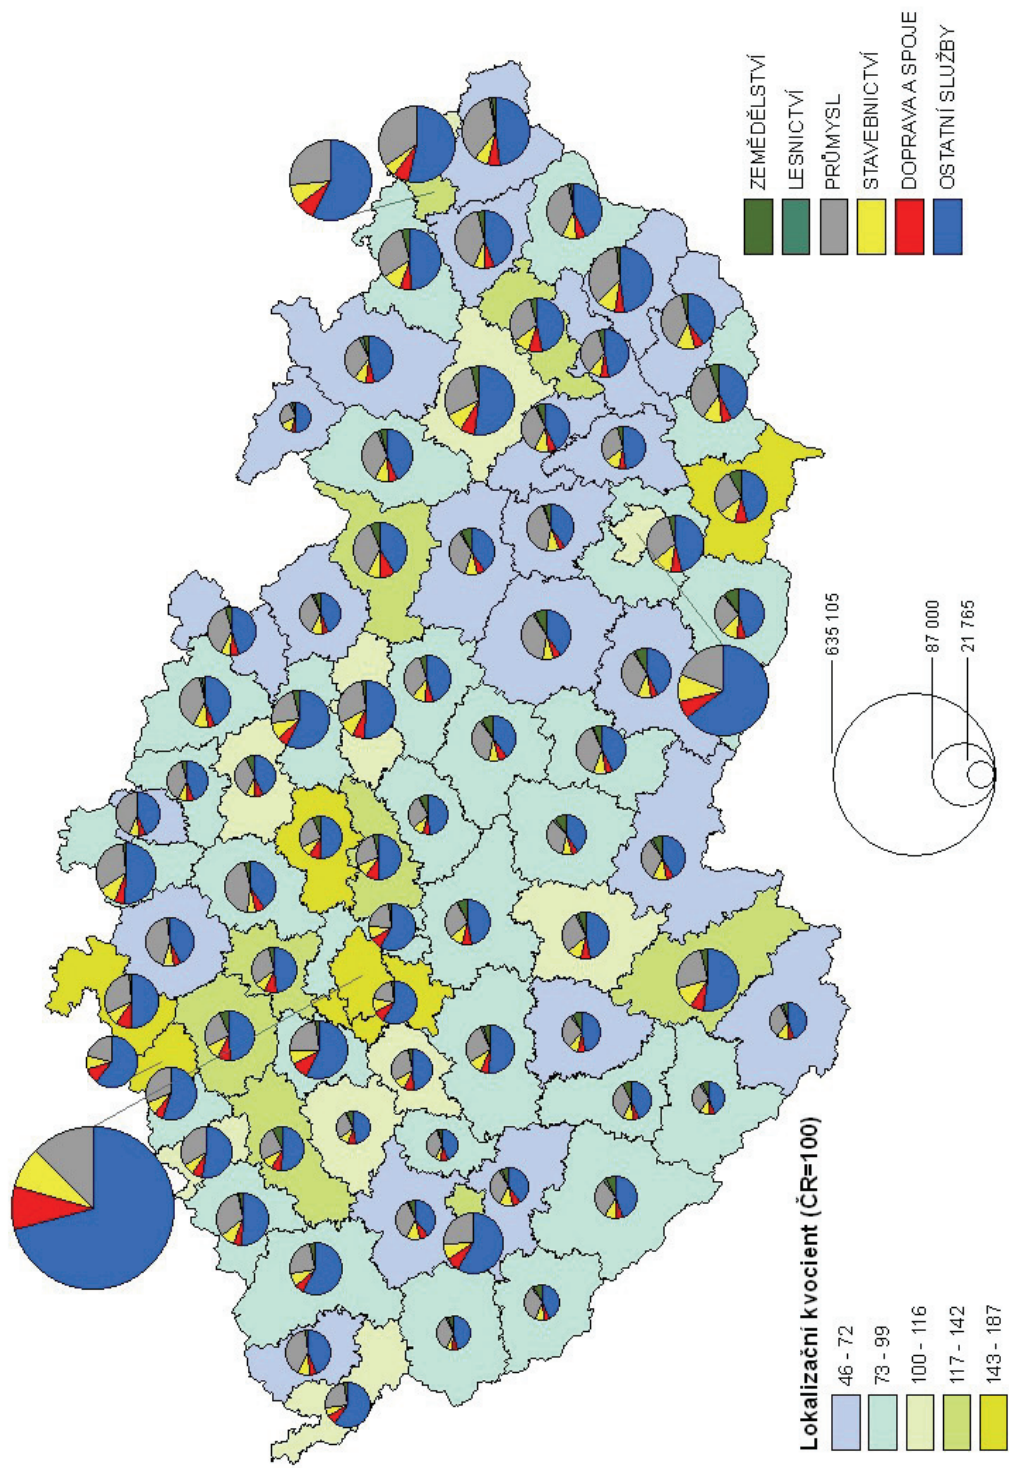 ZEMĚDĚLSTVÍ
LESNICTVÍ
PRŮMYSL
STAVEBNICTVÍ
DOPRAVA A SPOJE
OSTATNÍ SLUŽBY
635 105
87 000
21 765
Lokalizační kvocient (ČR=100)
46 - 72
73 - 99
100 - 116
117 - 142
143 - 187